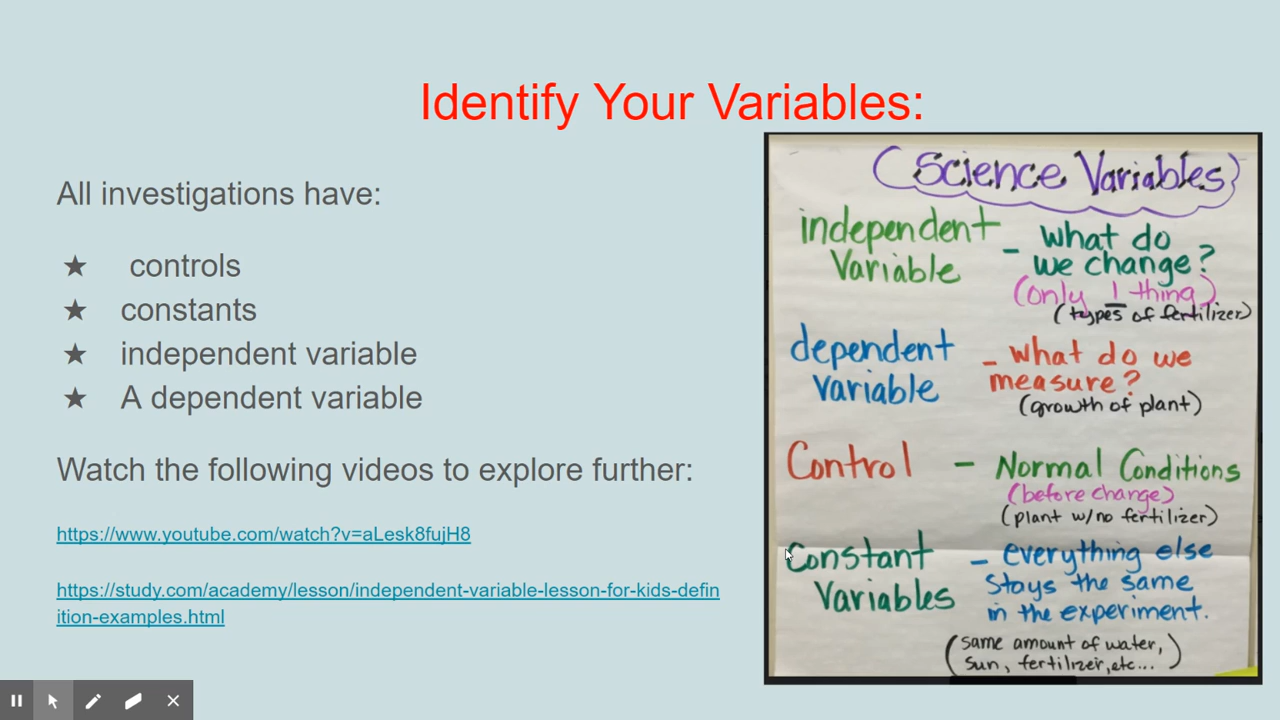 Identify Your Variables:
All investigations have:
★ controls
★ constants
★ independent variable
★ A dependent variable
Watch the following videos to explore further:
https://www.youtube.com/watch?v=aLesk8fujH8
https://study.com/academy/lesson/independent-variable-lesson-for-kids-defin
ition-examples.html
(Science Variables)
independent
Variable
- what do
we change?
(only 1 thing)
(types of fertilizer)
dependent
variable
- what do we
measure?
(growth of plant)
Control - Normal Conditions
(before change)
(plant w/no fertilizer)
Constant
Variables
- everything else
stays the same
in the experiment.
(same amount of water,
sun, fertilizer, etc...)